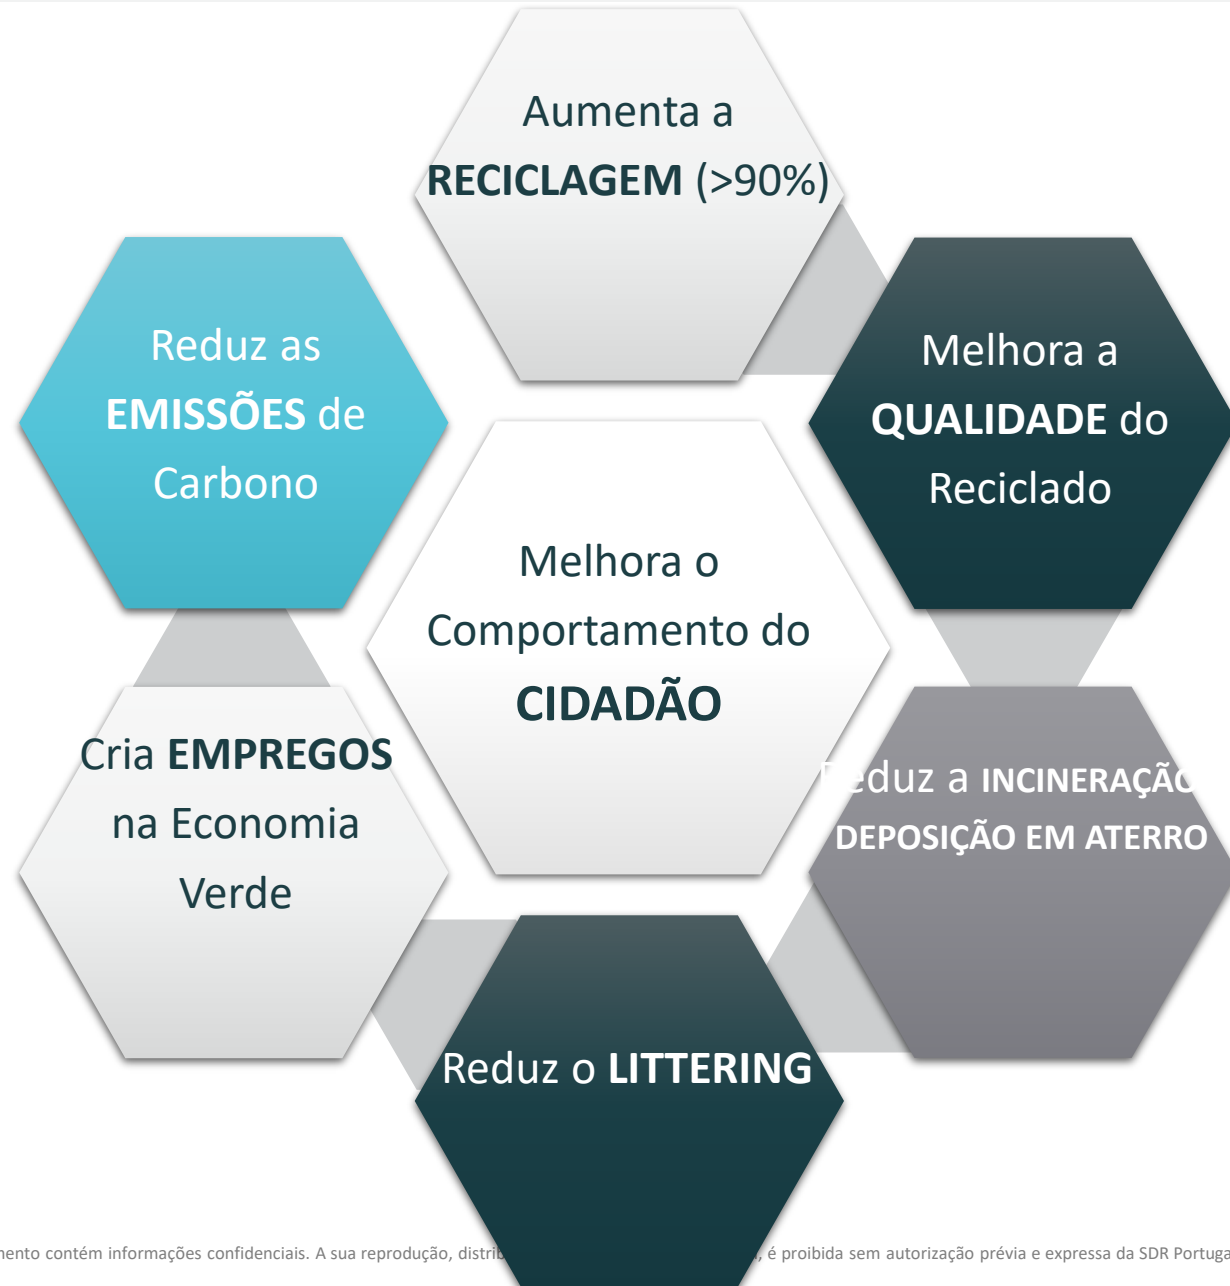 Aumenta a
RECICLAGEM (>90%)
Reduz as
EMISSÕES de
Carbono
Melhora a
QUALIDADE do
Reciclado
Melhora o
Comportamento do
CIDADÃO
Cria EMPREGOS
na Economia
Verde
a INCINERAÇÃO
DEPOSIÇÃO EM ATERRO
Reduz o LITTERING
contém informações confidenciais. A sua reprodução, é proibida sem autorização prévia e expressa da SDR